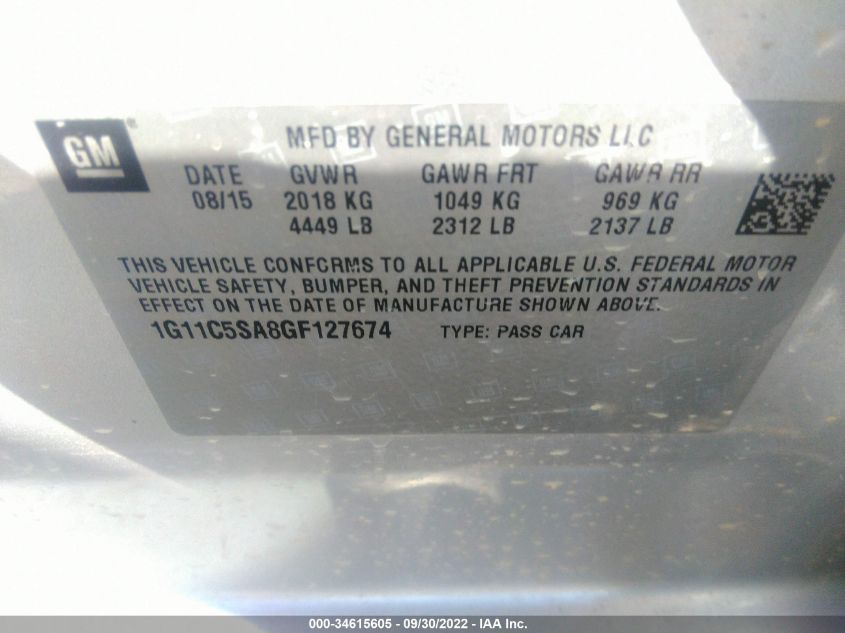 GM ®
MFD BY GENERAL MOTORS LLC
DATE GVWR GAWR FRT GAWR RR
08/15 2018 KG 1049 KG 969 KG
4449 LB 2312 LB 2137 LB
THIS VEHICLE CONFORMS TO ALL APPLICABLE U.S. FEDERAL MOTOR
VEHICLE SAFETY, BUMPER, AND THEFT PREVENTION STANDARDS IN
EFFECT ON THE DATE OF MANUFACTURE SHOWN ABOVE.
1G11C5SA8GF127674 TYPE: PASS CAR
000-34615605 - 09/30/2022 - IAA Inc.